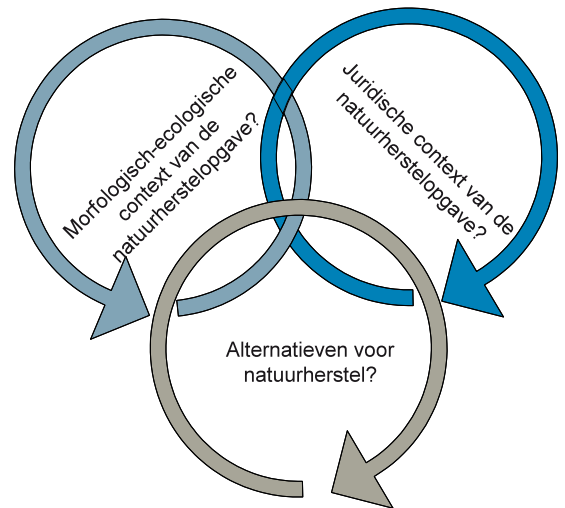 Morfologisch-ecologische
context van de
natuurherstelopgave?
Juridische context van de
natuurherstelopgave?
Alternatieven voor
natuurherstel?